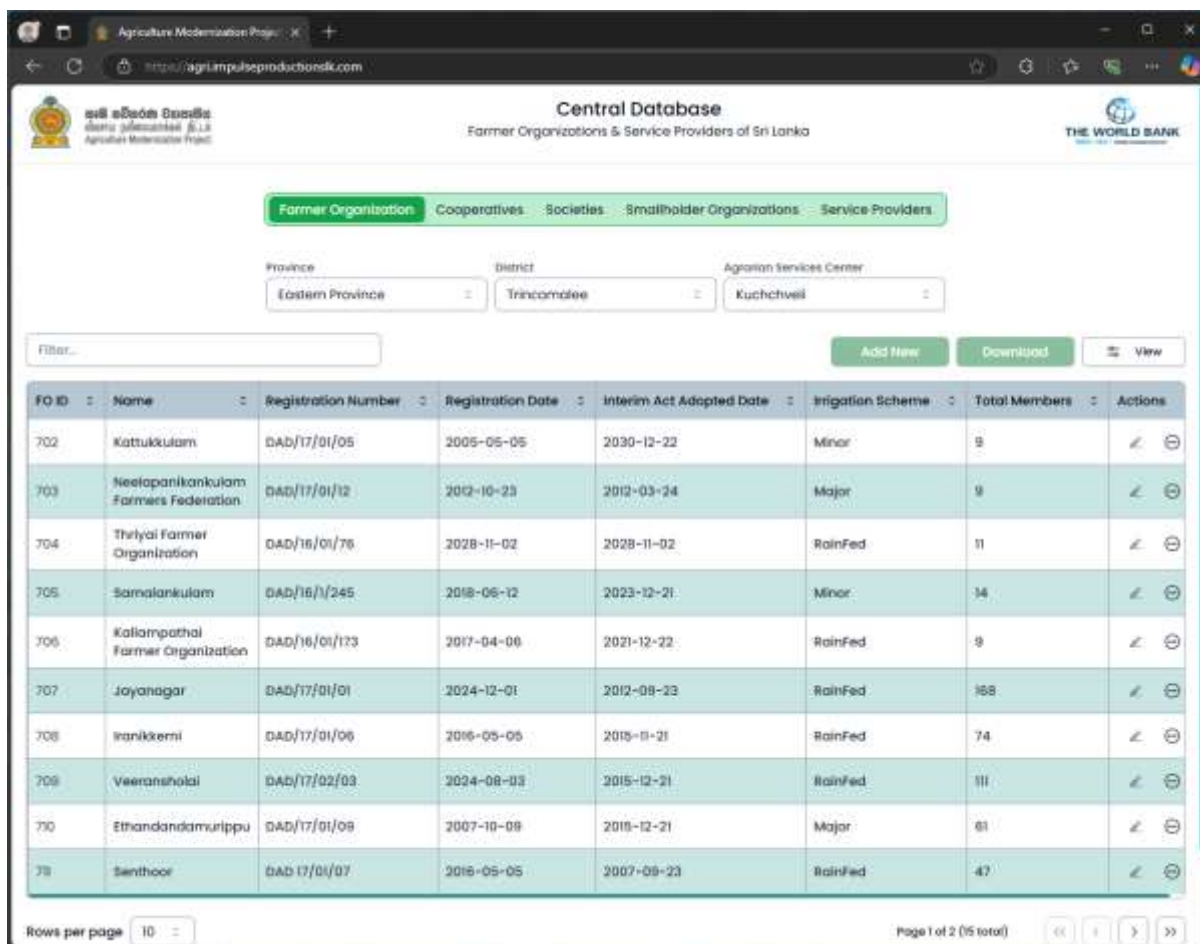 Agriculture Modernization Proje
agri.impulseproductionslk.com
Agriculture Modernization Project
Central Database
Farmer Organizations & Service Providers of Sri Lanka
THE WORLD BANK
Farmer Organization Cooperatives Societies Smallholder Organizations Service Providers
Province District Agrarian Services Center
Eastern Province Trincomalee Kuchchveli
Filter... Add New Download View
FO ID Name Registration Number Registration Date Interim Act Adopted Date Irrigation Scheme Total Members Actions
702 Kattukkulam DAD/17/01/05 2005-05-05 2030-12-22 Minor 9
703 Neelapanikankulam Farmers Federation DAD/17/01/12 2012-10-23 2012-03-24 Major 9
704 Thriyai Farmer Organization DAD/16/01/76 2028-11-02 2028-11-02 RainFed 11
705 Samalankulam DAD/16/1/245 2018-06-12 2023-12-21 Minor 14
706 Kallampathai Farmer Organization DAD/16/01/173 2017-04-06 2021-12-22 RainFed 9
707 Jayanagar DAD/17/01/01 2024-12-01 2012-09-23 RainFed 168
708 Iranikkerni DAD/17/01/06 2016-05-05 2015-11-21 RainFed 74
709 Veeransholai DAD/17/02/03 2024-08-03 2015-12-21 RainFed 111
710 Ethandandamurippu DAD/17/01/09 2007-10-09 2015-12-21 Major 61
711 Senthoor DAD 17/01/07 2016-05-05 2007-09-23 RainFed 47
Rows per page 10 Page 1 of 2 (15 total)